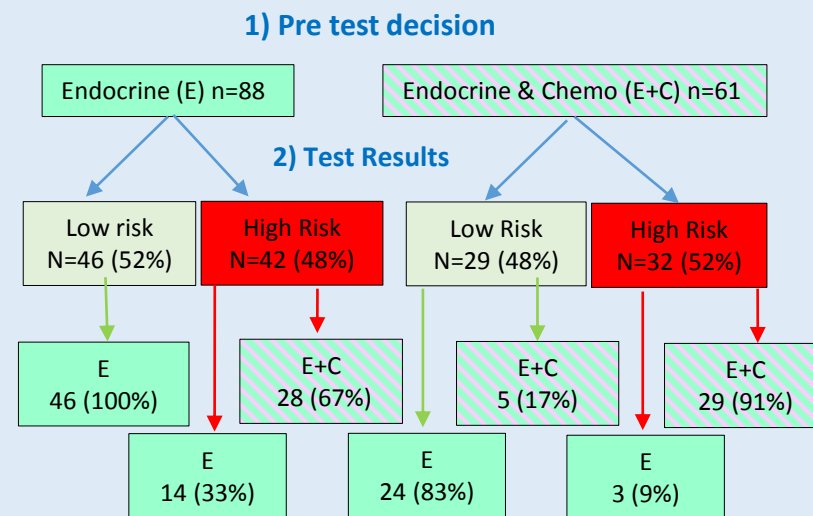 1) Pre test decision
Endocrine (E) n=88
Endocrine & Chemo (E+C) n=61
2) Test Results
Low risk
N=46 (52%)
High Risk
N=42 (48%)
Low Risk
N=29 (48%)
High Risk
N=32 (52%)
E
46 (100%)
E+C
28 (67%)
E+C
5 (17%)
E+C
29 (91%)
E
14 (33%)
E
24 (83%)
E
3 (9%)